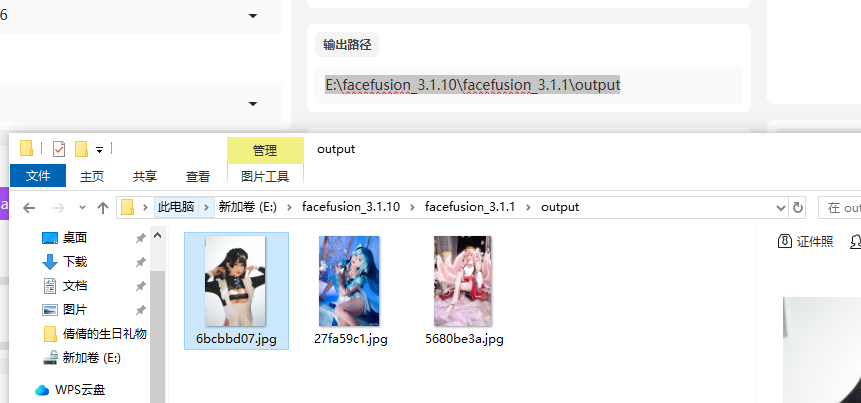 6
输出路径
E:\facefusion_3.1.10\facefusion_3.1.1\output
管理
output
文件
主页
共享
查看
图片工具
a
此电脑
新加卷 (E:)
facefusion_3.1.10
facefusion_3.1.1
output
在 out
桌面
下载
文档
图片
倩倩的生日礼物
新加卷 (E:)
WPS云盘
6bcbbd07.jpg
27fa59c1.jpg
5680be3a.jpg
证件照